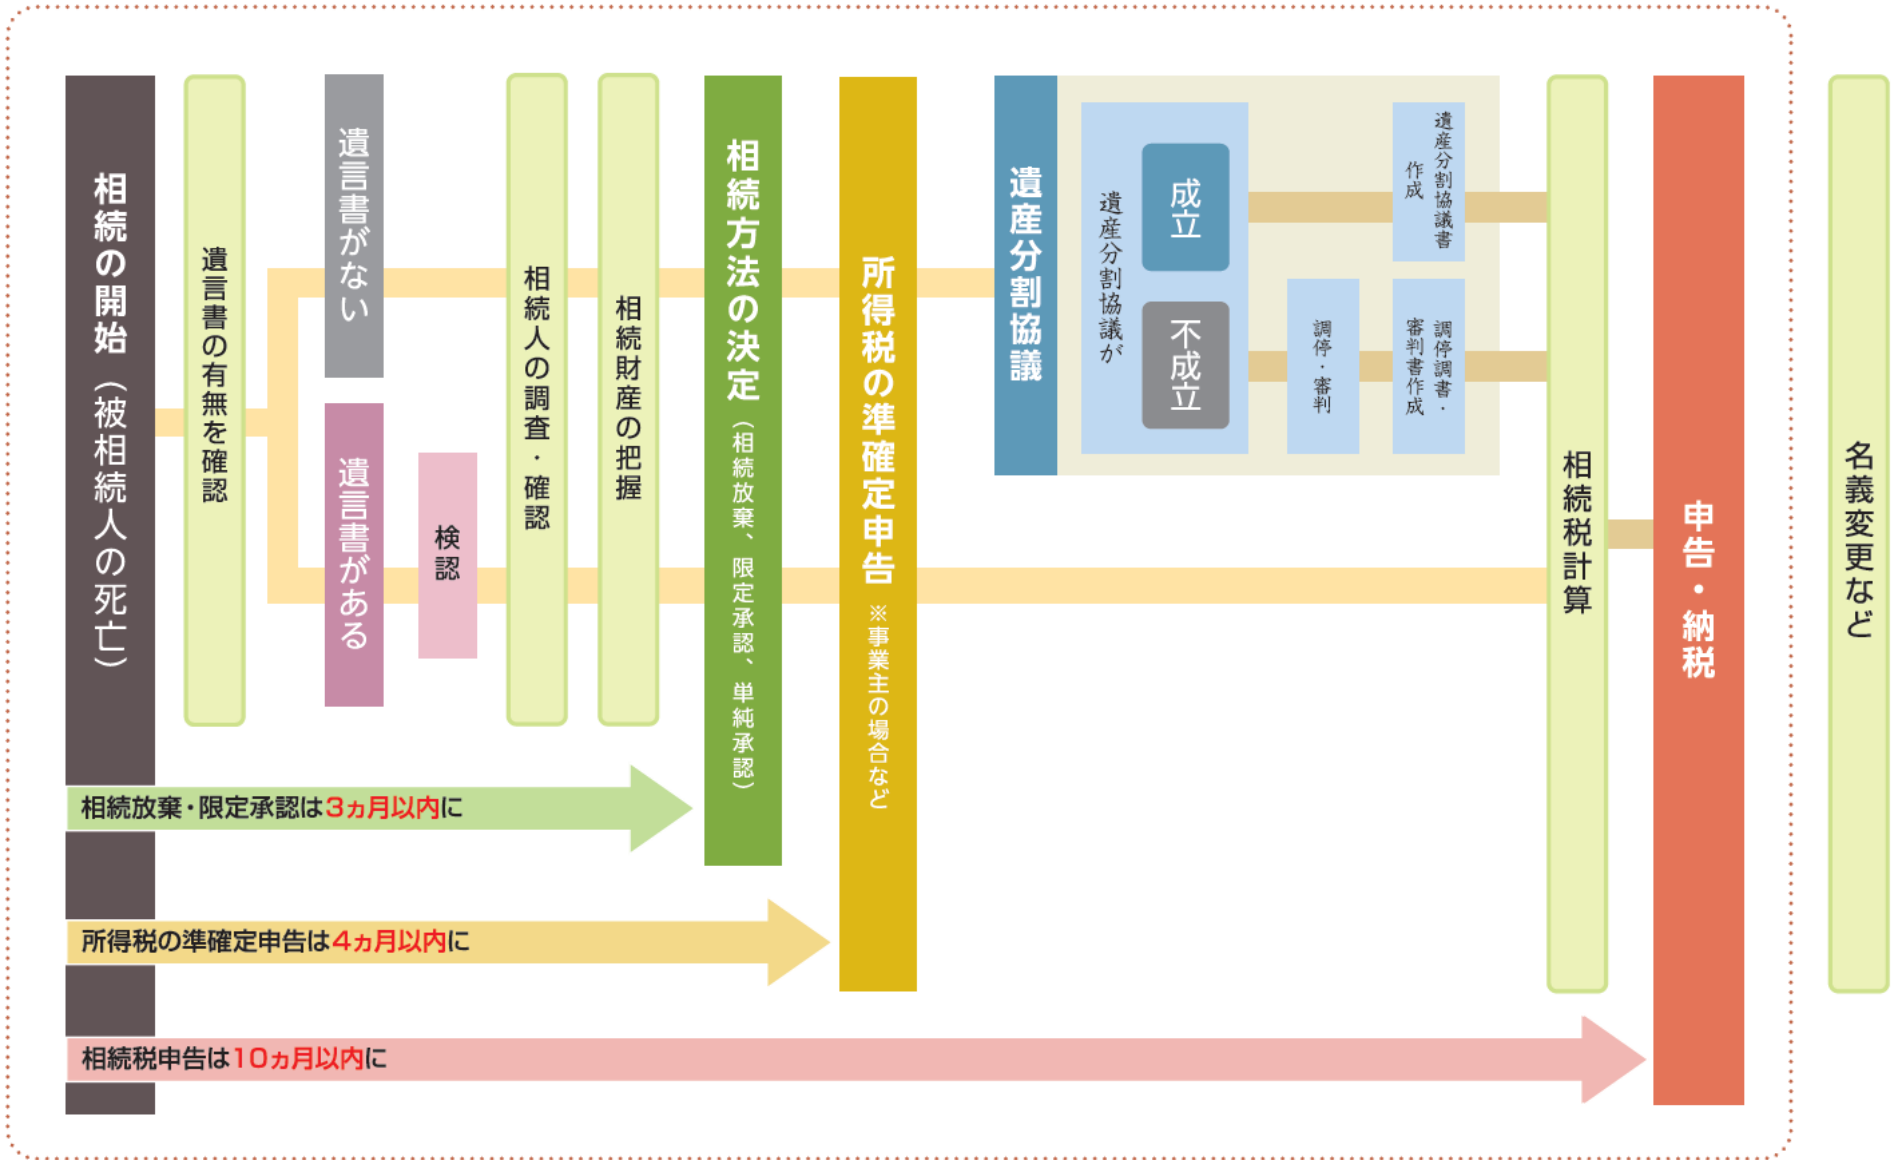 相続の開始（被相続人の死亡）
遺言書の有無を確認
遺言書がない
遺言書がある
検認
相続人の調査・確認
相続財産の把握
相続方法の決定（相続放棄、限定承認、単純承認）
所得税の準確定申告 ※事業主の場合など
遺産分割協議
遺産分割協議が
成立
不成立
調停・審判
遺産分割協議書
作成
調停調書・
審判書作成
相続税計算
申告・納税
名義変更など
相続放棄・限定承認は3ヵ月以内に
所得税の準確定申告は4ヵ月以内に
相続税申告は10ヵ月以内に